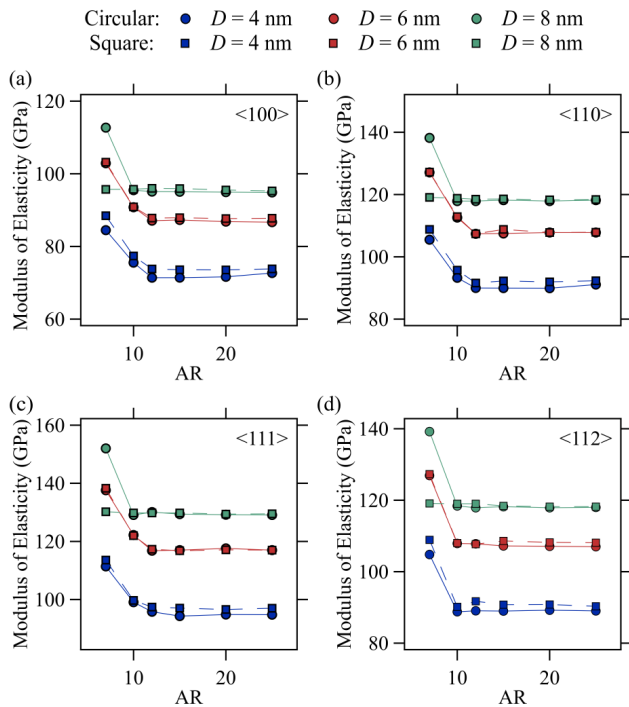 Circular: D = 4 nm D = 6 nm D = 8 nm
Square: D = 4 nm D = 6 nm D = 8 nm
(a)
<100>
Modulus of Elasticity (GPa)
120
100
80
60
10 20
AR
(b)
<110>
Modulus of Elasticity (GPa)
140
120
100
80
10 20
AR
(c)
<111>
Modulus of Elasticity (GPa)
160
140
120
100
10 20
AR
(d)
<112>
Modulus of Elasticity (GPa)
140
120
100
80
10 20
AR